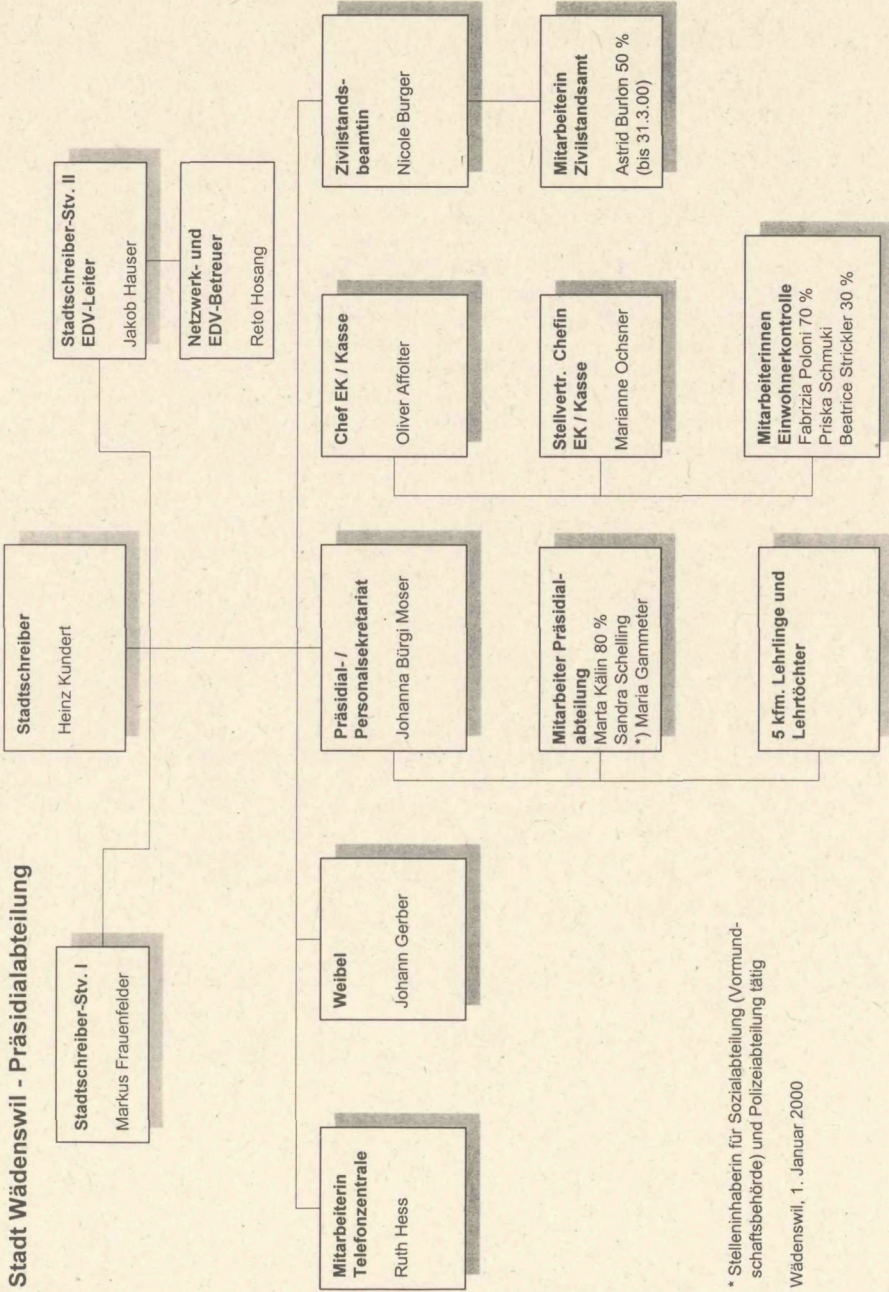 Stadt Wädenswil - Präsidialabteilung
Stadtschreiber
Heinz Kundert
Stadtschreiber-Stv. I
Markus Frauenfelder
Stadtschreiber-Stv. II
EDV-Leiter
Jakob Hauser
Netzwerk- und
EDV-Betreuer
Reto Hosang
Mitarbeiterin
Telefonzentrale
Ruth Hess
Weibel
Johann Gerber
Präsidial- /
Personalsekretariat
Johanna Bürgi Moser
Chef EK / Kasse
Oliver Affolter
Zivilstands-
beamtin
Nicole Burger
Mitarbeiter Präsidial-
abteilung
Marta Kälin 80 %
Sandra Schelling
*) Maria Gammeter
Stellvertr. Chefin
EK / Kasse
Marianne Ochsner
Mitarbeiterin
Zivilstandsamt
Astrid Burlon 50 %
(bis 31.3.00)
5 kfm. Lehrlinge und
Lehrtöchter
Mitarbeiterinnen
Einwohnerkontrolle
Fabrizia Poloni 70 %
Priska Schmuki
Beatrice Strickler 30 %
* Stelleninhaberin für Sozialabteilung (Vormund-
schaftsbehörde) und Polizeiabteilung tätig
Wädenswil, 1. Januar 2000